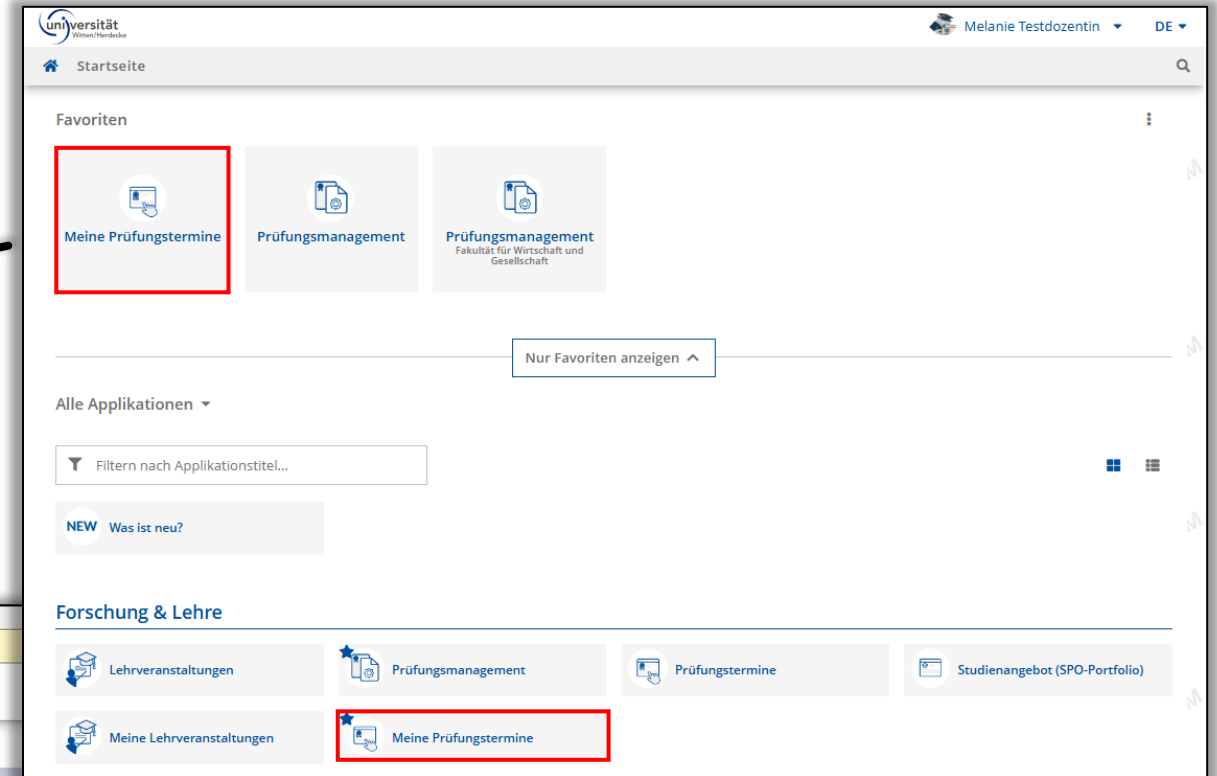 universität
Witten/Herdecke
Melanie Testdozentin
DE
Startseite
Favoriten
Meine Prüfungstermine
Prüfungsmanagement
Prüfungsmanagement
Fakultät für Wirtschaft und
Gesellschaft
Nur Favoriten anzeigen
Alle Applikationen
Filtern nach Applikationstitel...
NEW Was ist neu?
Forschung & Lehre
Lehrveranstaltungen
Prüfungsmanagement
Prüfungstermine
Studienangebot (SPO-Portfolio)
Meine Lehrveranstaltungen
Meine Prüfungstermine